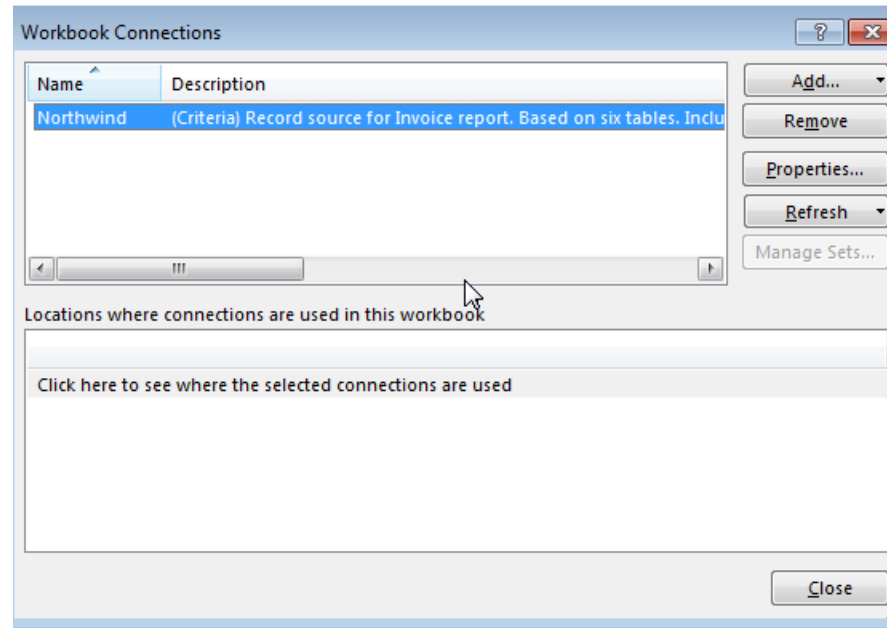 Workbook Connections
Name Description Add...
Northwind (Criteria) Record source for Invoice report. Based on six tables. Inclu Remove
Properties...
Refresh
Manage Sets...
Locations where connections are used in this workbook
Click here to see where the selected connections are used
Close